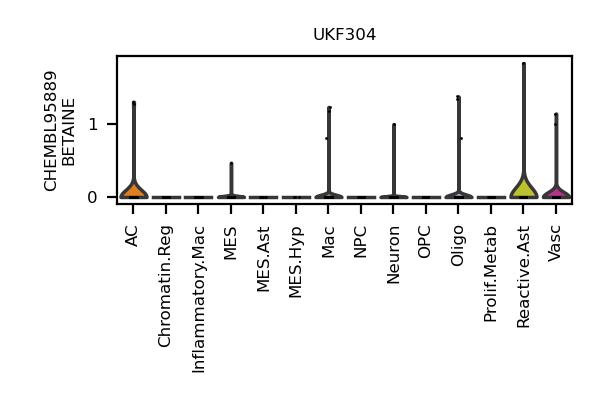 UKF304
CHEMBL95889
BETAINE
1
0
AC
Chromatin.Reg
Inflammatory.Mac
MES
MES.Ast
MES.Hyp
Mac
NPC
Neuron
OPC
Oligo
Prolif.Metab
Reactive.Ast
Vasc